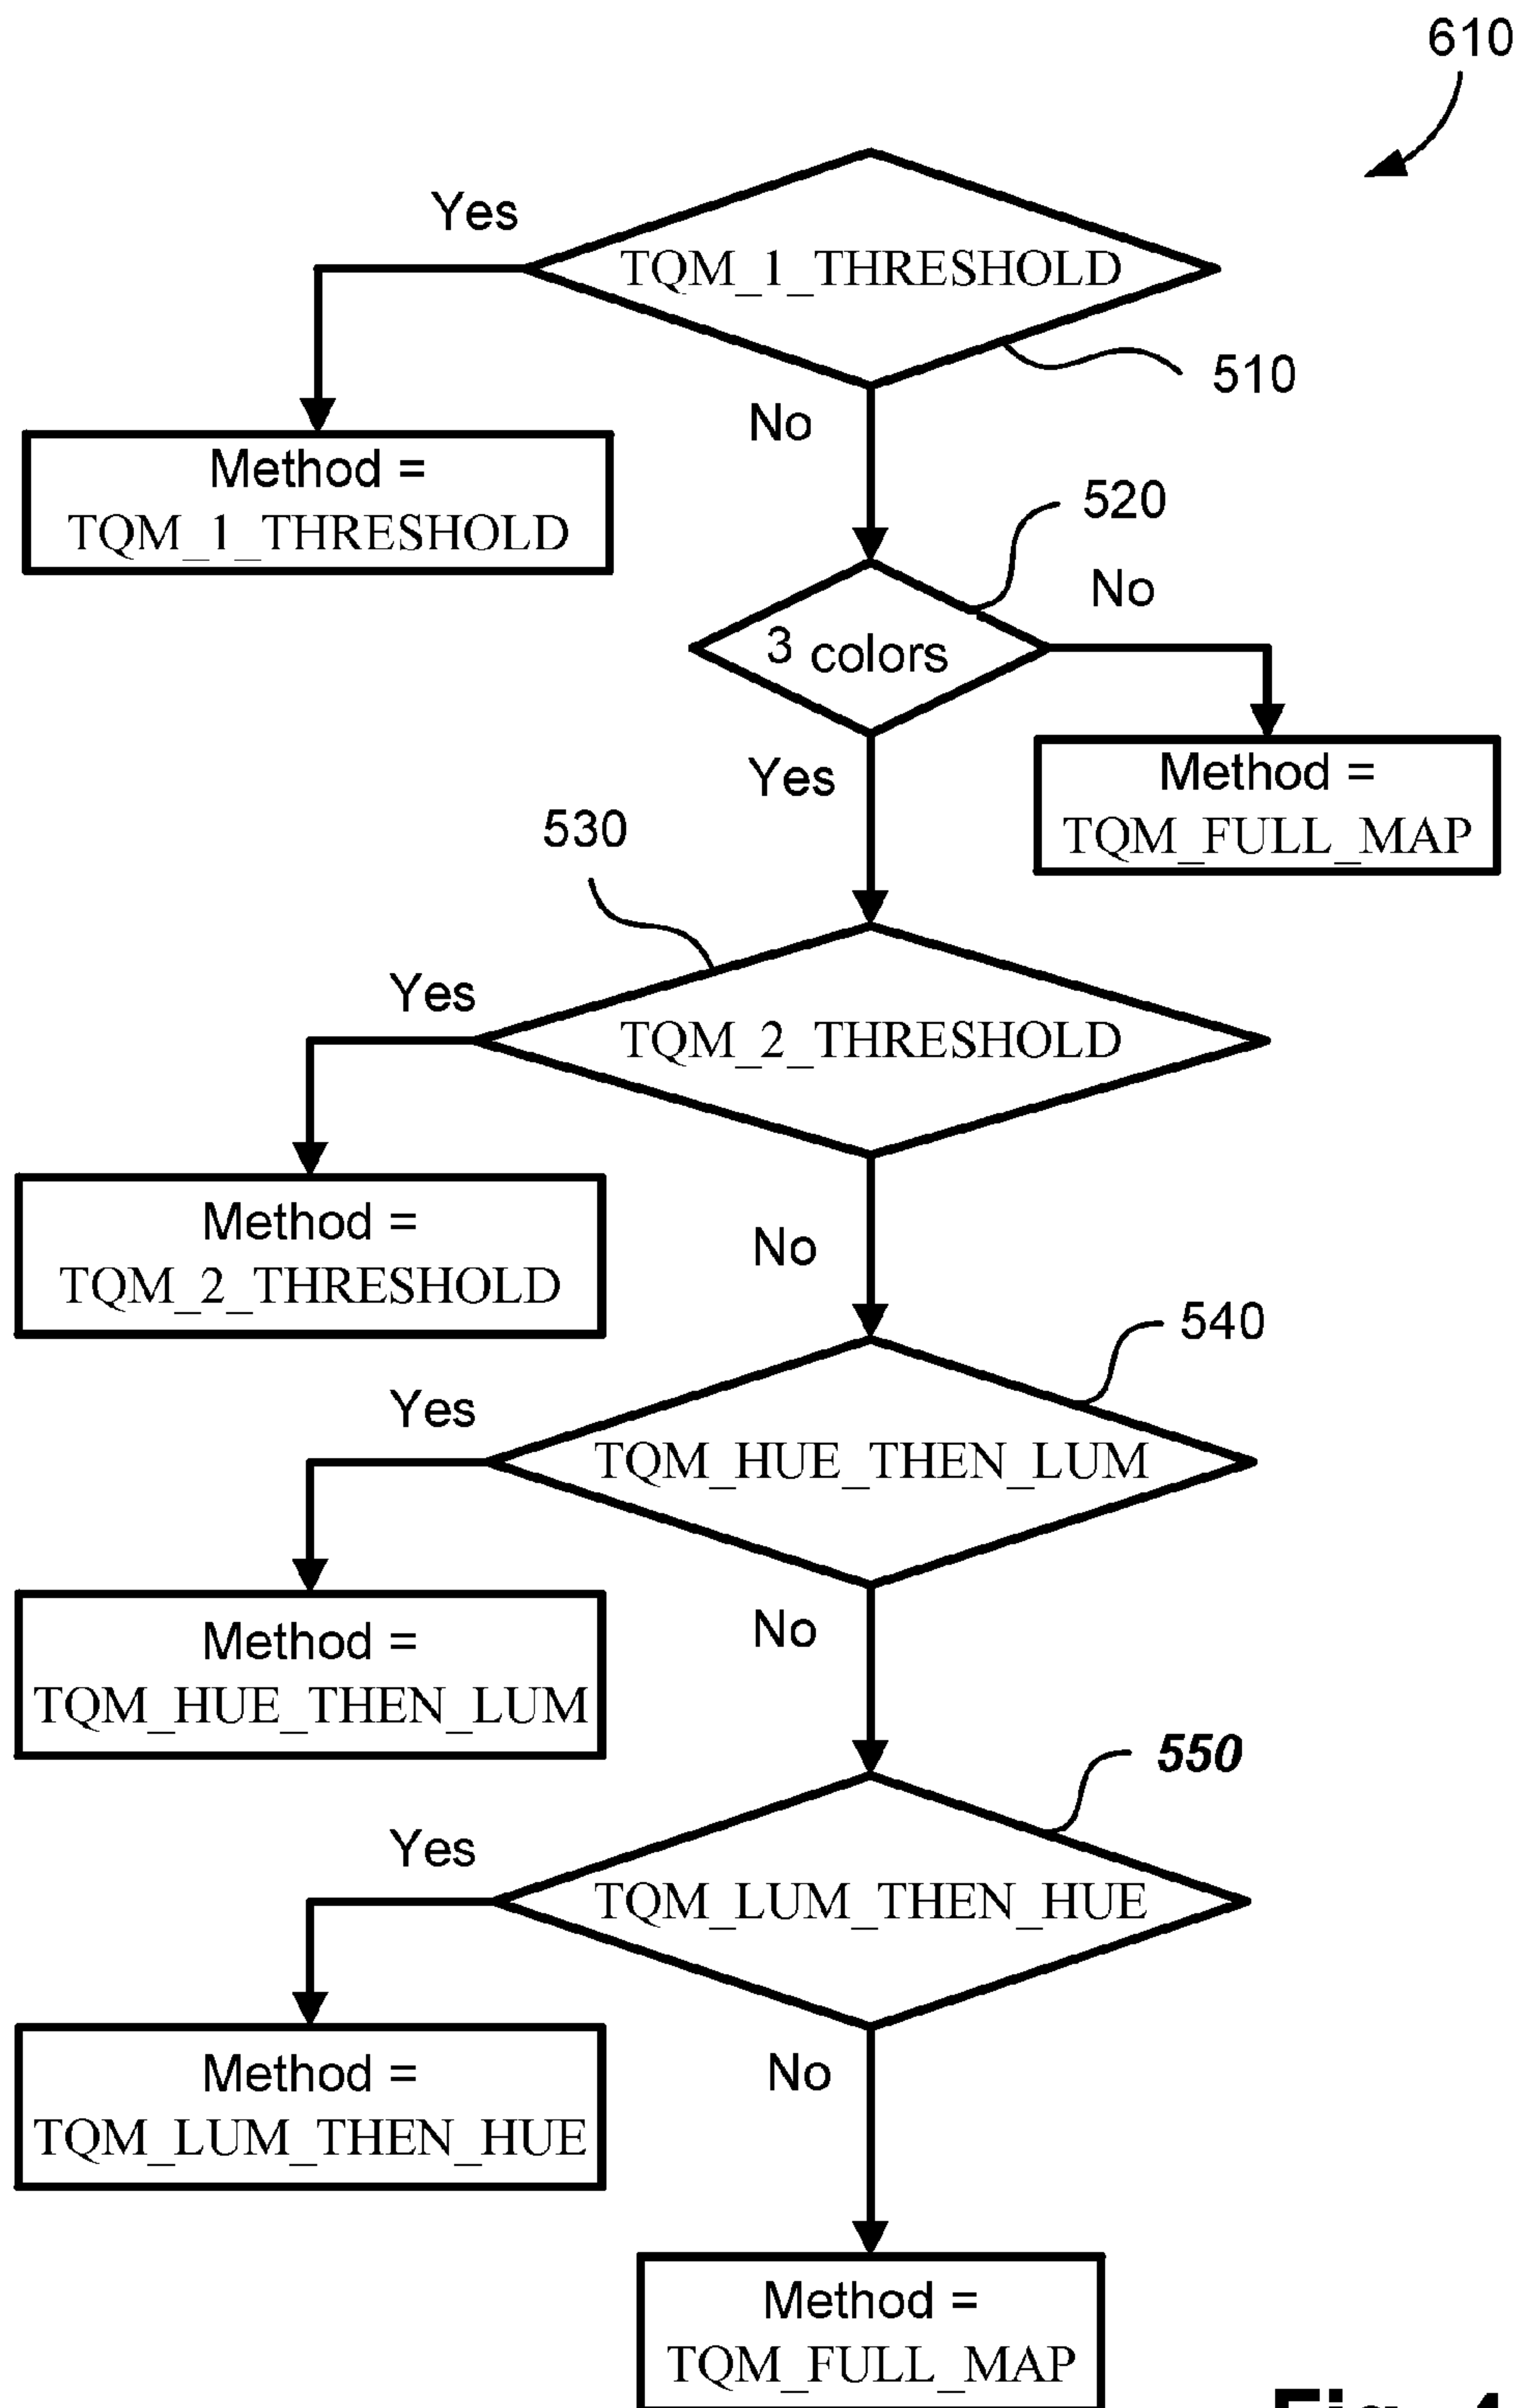 610
Yes
TQM_1_THRESHOLD
510
No
Method =
TQM_1_THRESHOLD
520
No
3 colors
Yes
Method =
TQM_FULL_MAP
530
Yes
TQM_2_THRESHOLD
Method =
TQM_2_THRESHOLD
No
540
Yes
TQM_HUE_THEN_LUM
Method =
TQM_HUE_THEN_LUM
No
550
Yes
TQM_LUM_THEN_HUE
Method =
TQM_LUM_THEN_HUE
No
Method =
TQM_FULL_MAP